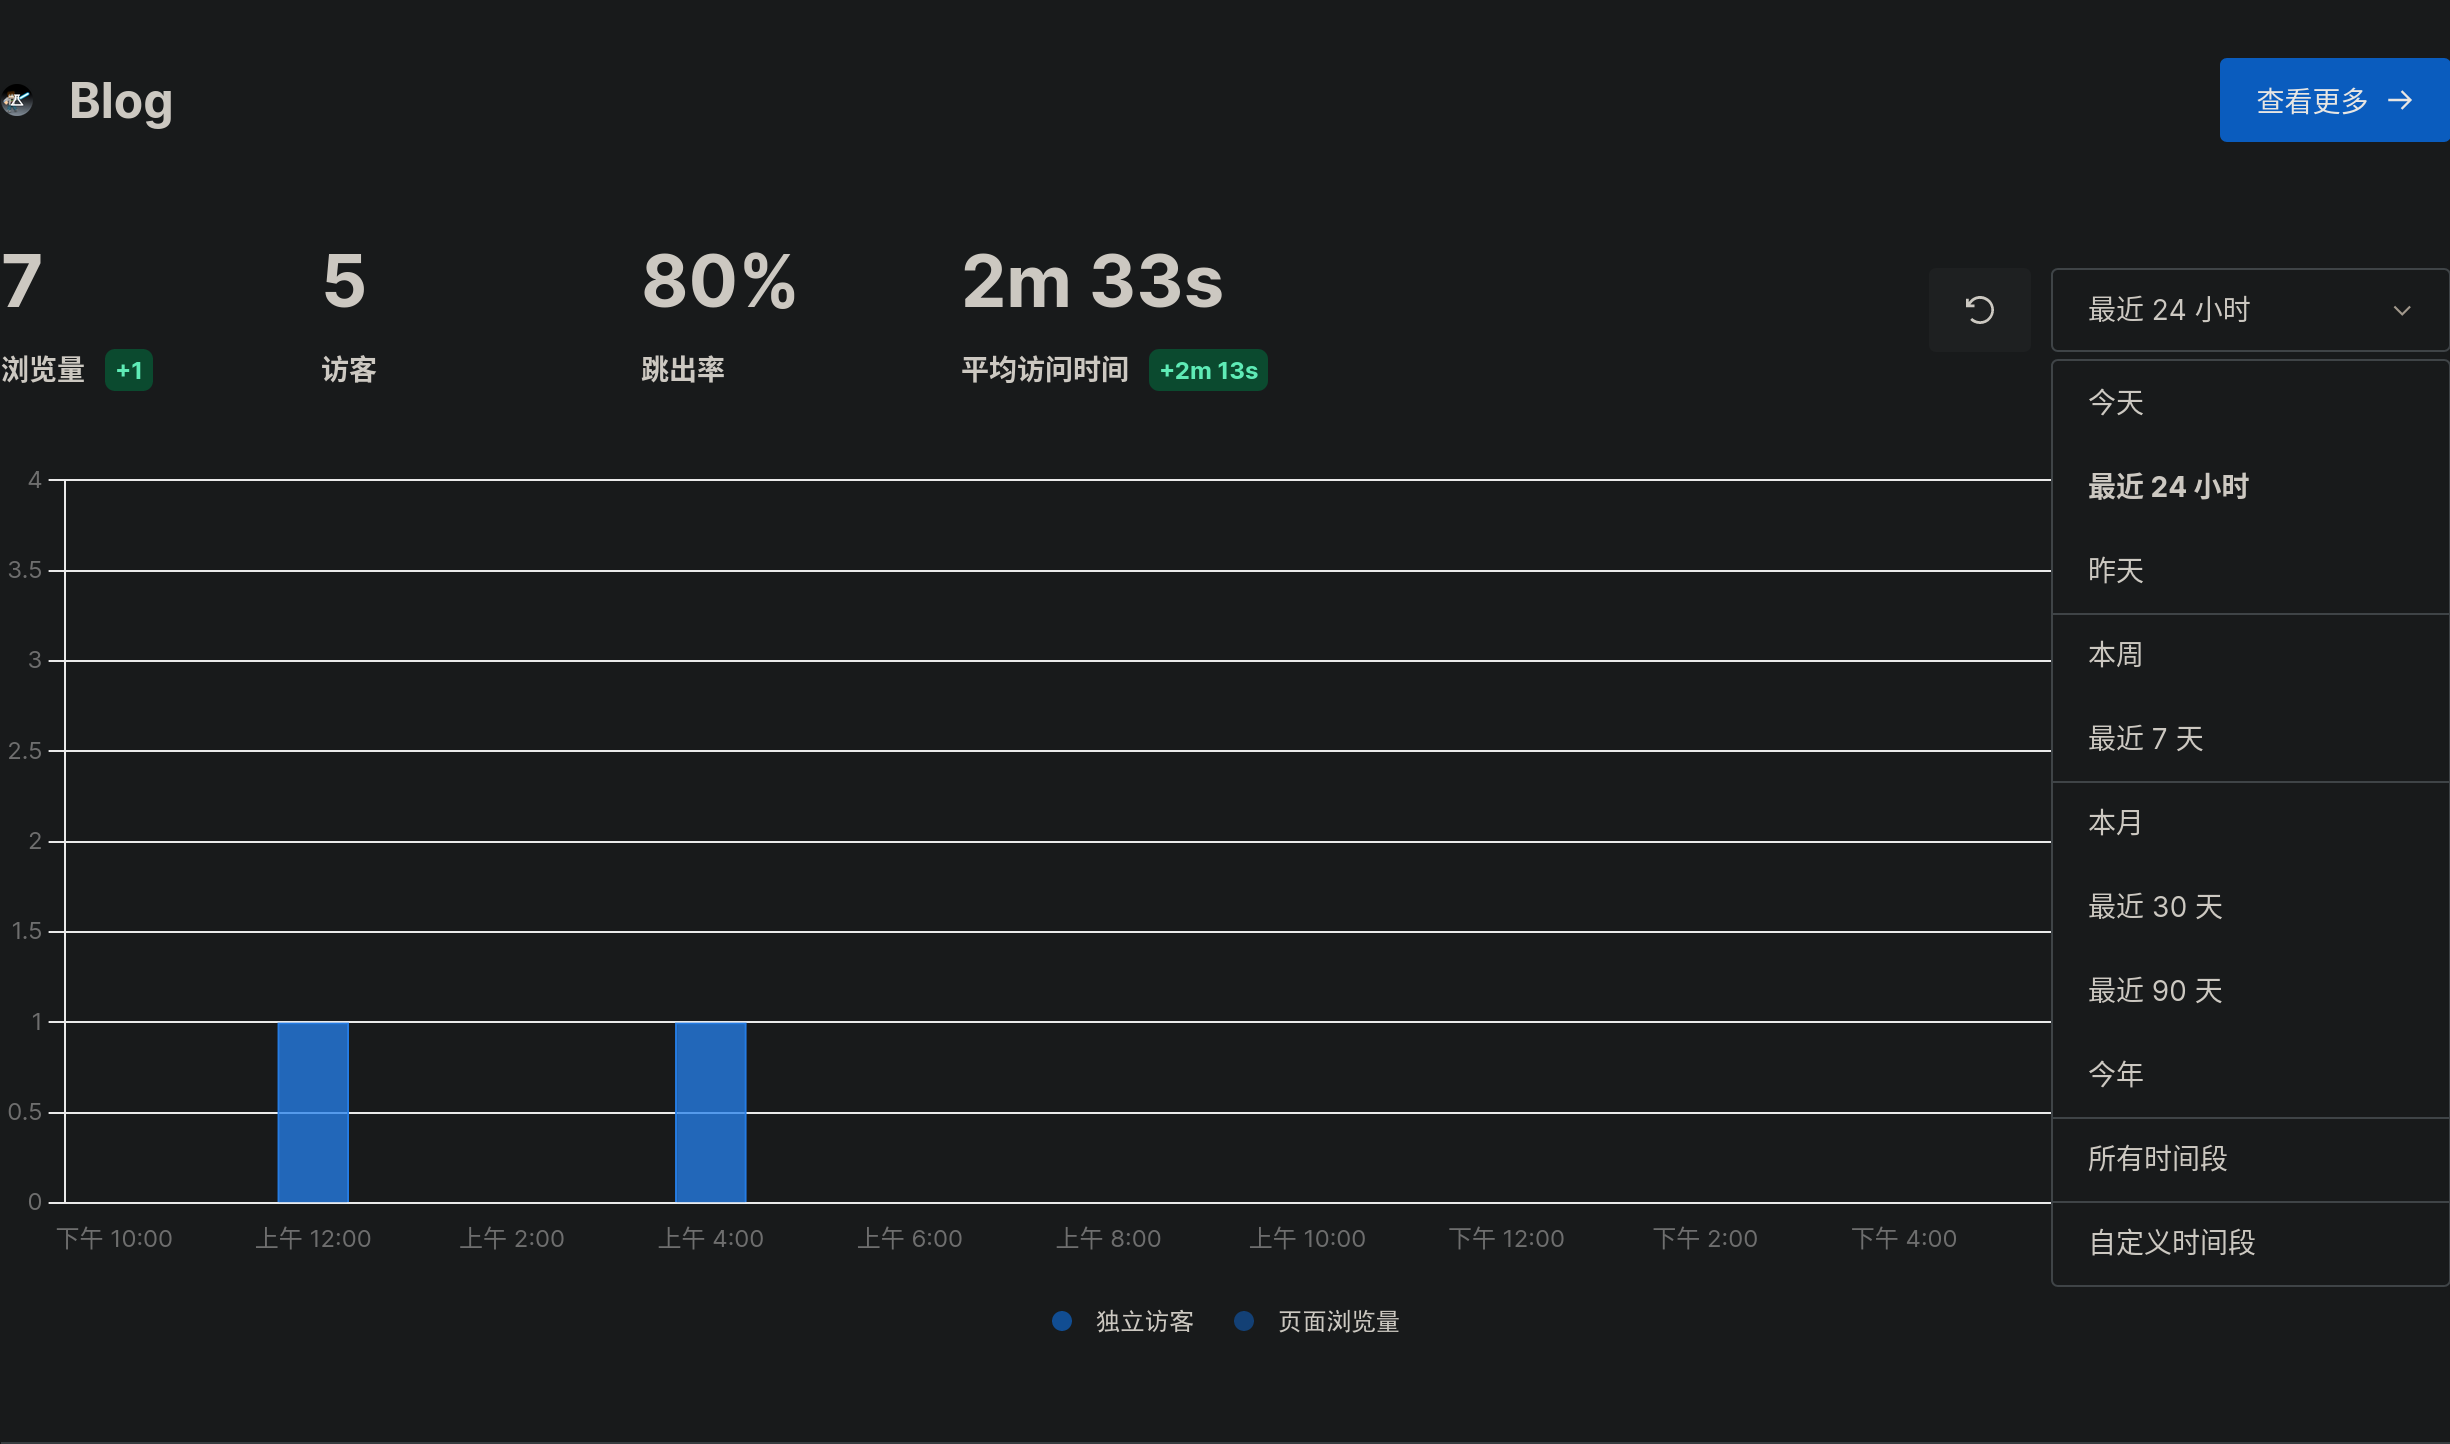 Blog
查看更多
7
5
80%
2m 33s
浏览量 +1
访客
跳出率
平均访问时间 +2m 13s
最近 24 小时
今天
最近 24 小时
昨天
本周
最近 7 天
本月
最近 30 天
最近 90 天
今年
所有时间段
自定义时间段
4
3.5
3
2.5
2
1.5
1
0.5
0
下午 10:00
上午 12:00
上午 2:00
上午 4:00
上午 6:00
上午 8:00
上午 10:00
下午 12:00
下午 2:00
下午 4:00
独立访客
页面浏览量